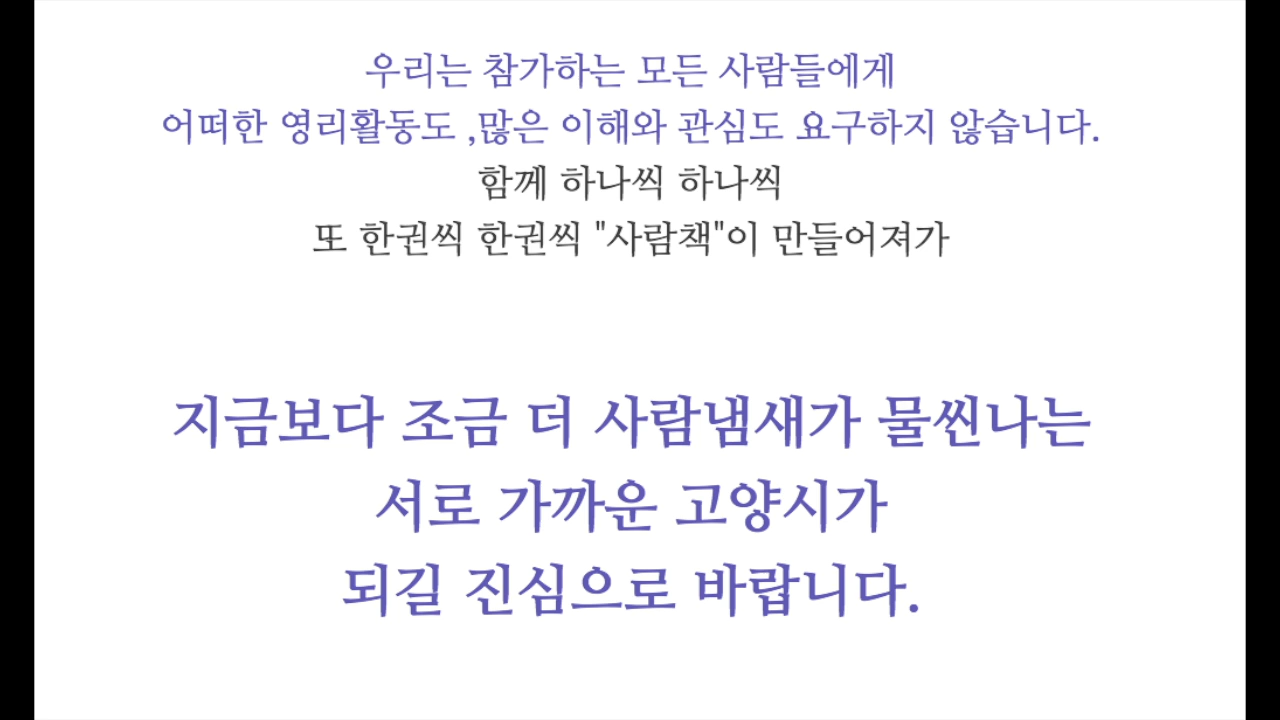 우리는 참가하는 모든 사람들에게
어떠한 영리활동도 ,많은 이해와 관심도 요구하지 않습니다.
함께 하나씩 하나씩
또 한권씩 한권씩 "사람책"이 만들어져가
지금보다 조금 더 사람냄새가 물씬나는
서로 가까운 고양시가
되길 진심으로 바랍니다.